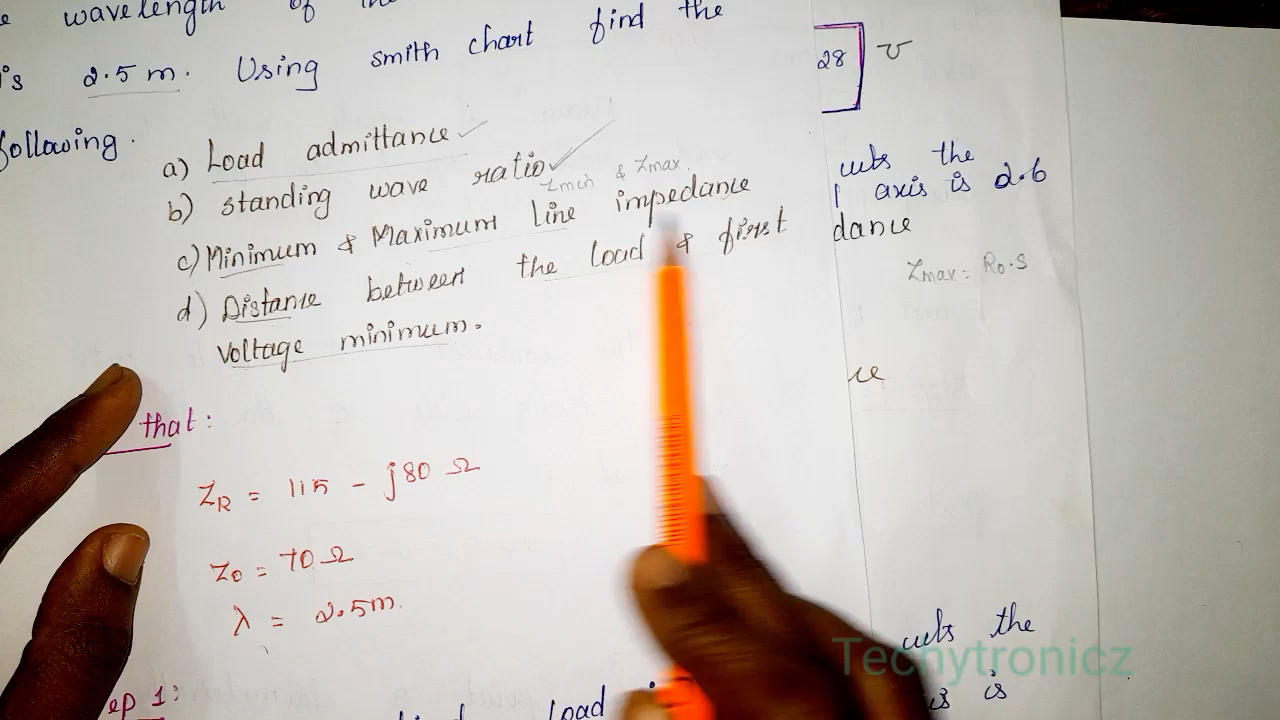 wavelength of the
is 2.5 m. Using smith chart find the
following.
a) Load admittance
b) standing wave ratio
Zmin & Zmax.
c) Minimum & Maximum line impedance
d) Distance between the load & first
voltage minimum.
that:
ZR = 115 - j80 Ω
Z0 = 70 Ω
λ = 2.5m.
ep 1:
load
28
cuts the
axis is 2.6
dance
Zmax = R0.S
ce
cuts the
is
Techytronicz